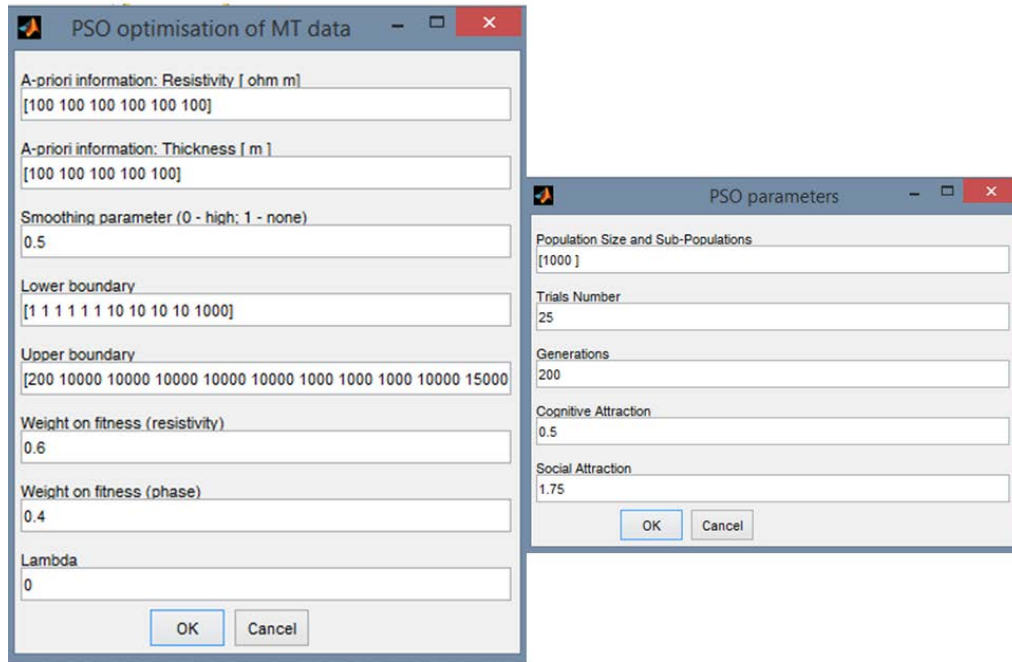 PSO optimisation of MT data
A-priori information: Resistivity [ ohm m]
[100 100 100 100 100 100]
A-priori information: Thickness [ m ]
[100 100 100 100 100]
Smoothing parameter (0 - high; 1 - none)
0.5
Lower boundary
[1 1 1 1 1 1 10 10 10 10 1000]
Upper boundary
[200 10000 10000 10000 10000 10000 1000 1000 1000 10000 15000
Weight on fitness (resistivity)
0.6
Weight on fitness (phase)
0.4
Lambda
0
OK Cancel
PSO parameters
Population Size and Sub-Populations
[1000 ]
Trials Number
25
Generations
200
Cognitive Attraction
0.5
Social Attraction
1.75
OK Cancel